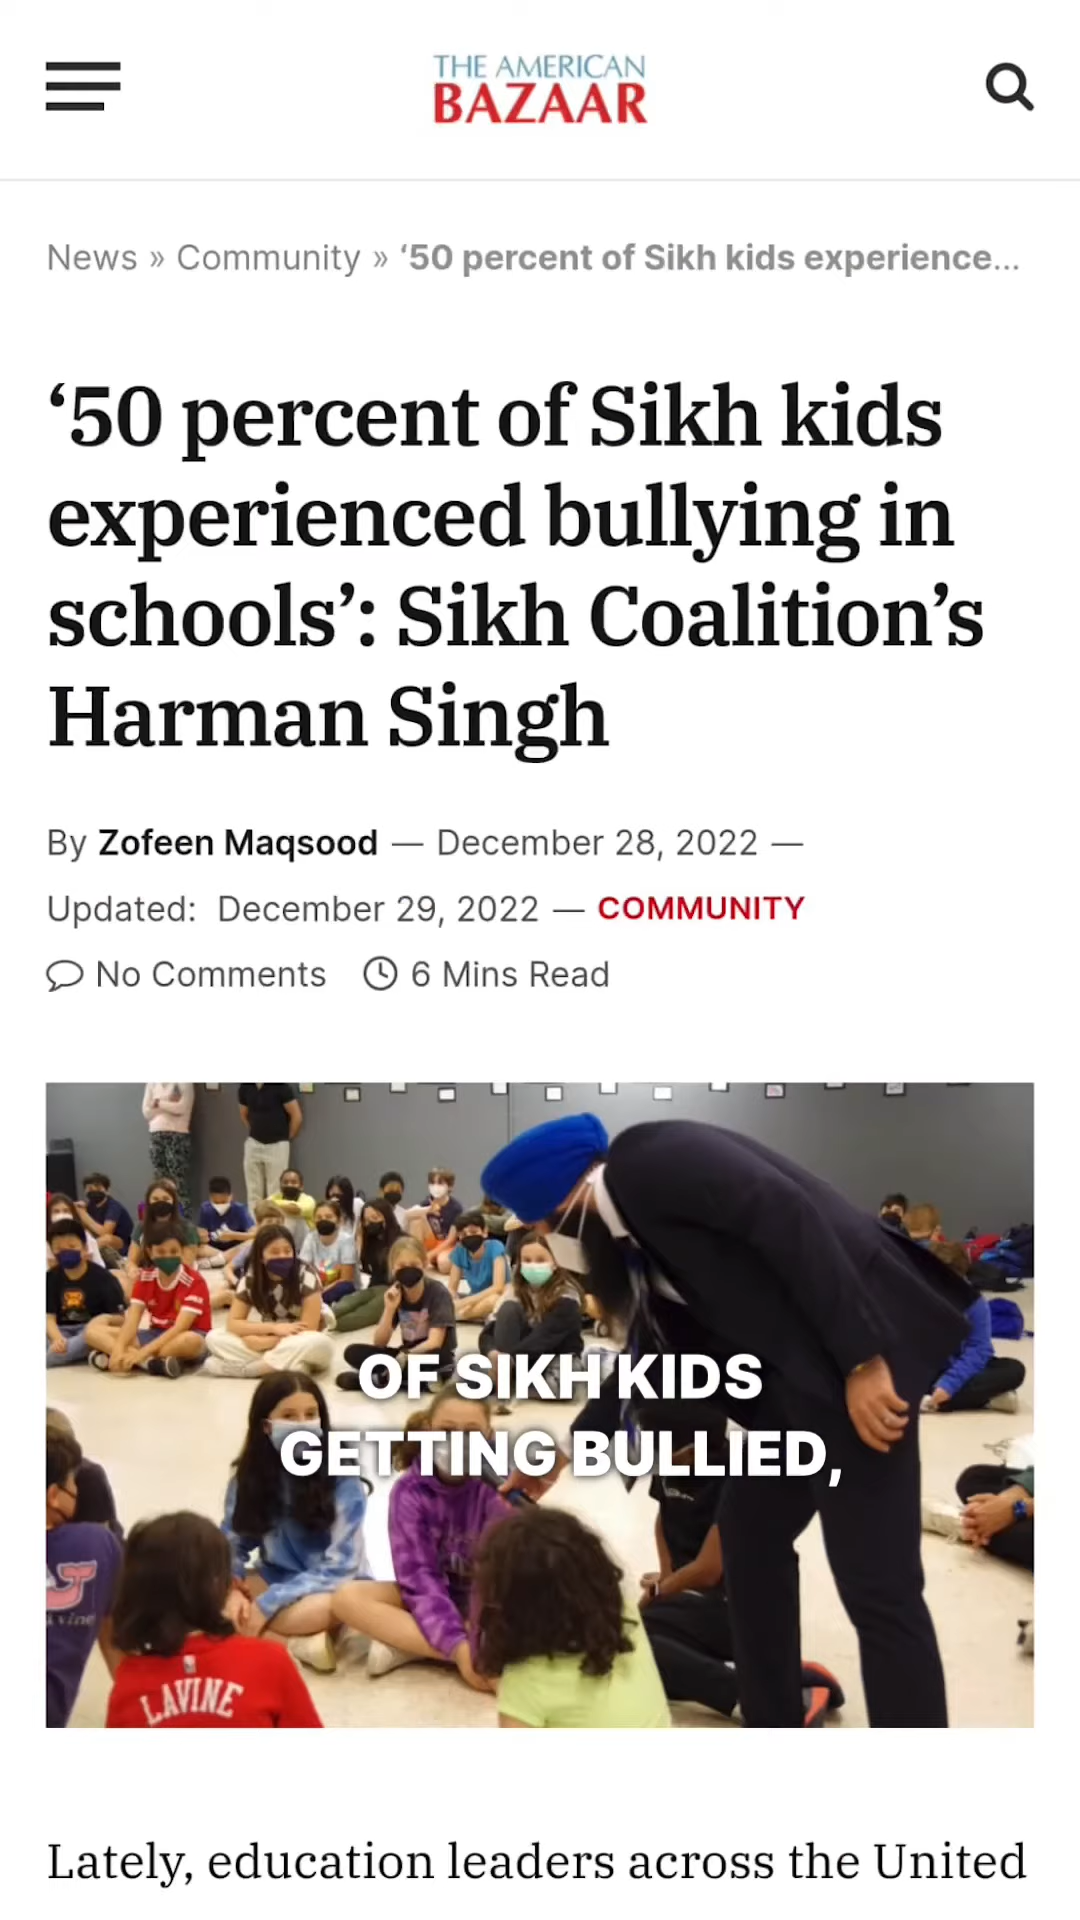 THE AMERICAN
BAZAAR
News » Community » ‘50 percent of Sikh kids experience...
‘50 percent of Sikh kids
experienced bullying in
schools’: Sikh Coalition’s
Harman Singh
By Zofeen Maqsood — December 28, 2022 —
Updated: December 29, 2022 — COMMUNITY
No Comments 6 Mins Read
OF SIKH KIDS
GETTING BULLIED,
LAVINE
Lately, education leaders across the United